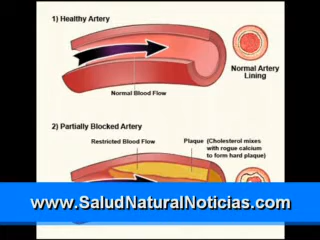 1) Healthy Artery
Normal Artery
Lining
Normal Blood Flow
2) Partially Blocked Artery
Restricted Blood Flow
Plaque (Cholesterol mixes
with rogue calcium
to form hard plaque)
www.SaludNaturalNoticias.com